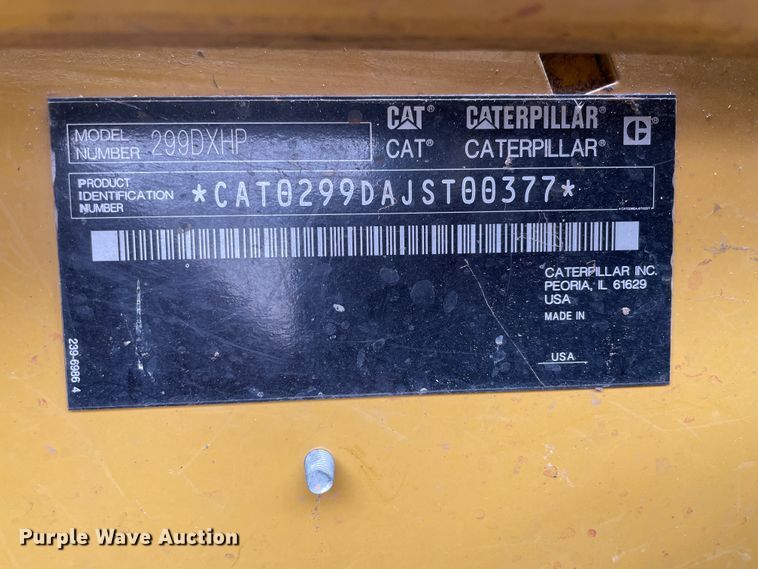 MODEL NUMBER 299DXHP
CAT® CATERPILLAR® C®
CAT® CATERPILLAR®
PRODUCT IDENTIFICATION NUMBER *CAT0299DAJST00377*
CATERPILLAR INC.
PEORIA, IL 61629
USA
MADE IN
USA
239-6986 4
Purple Wave Auction